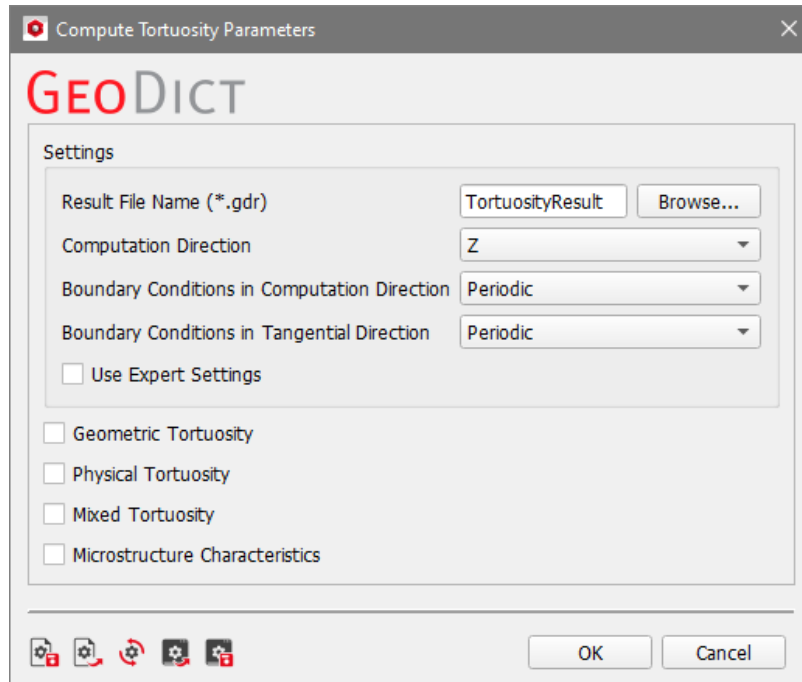 Compute Tortuosity Parameters
GEODICT
Settings
Result File Name (*.gdr) TortuosityResult Browse...
Computation Direction Z
Boundary Conditions in Computation Direction Periodic
Boundary Conditions in Tangential Direction Periodic
Use Expert Settings
Geometric Tortuosity
Physical Tortuosity
Mixed Tortuosity
Microstructure Characteristics
OK Cancel